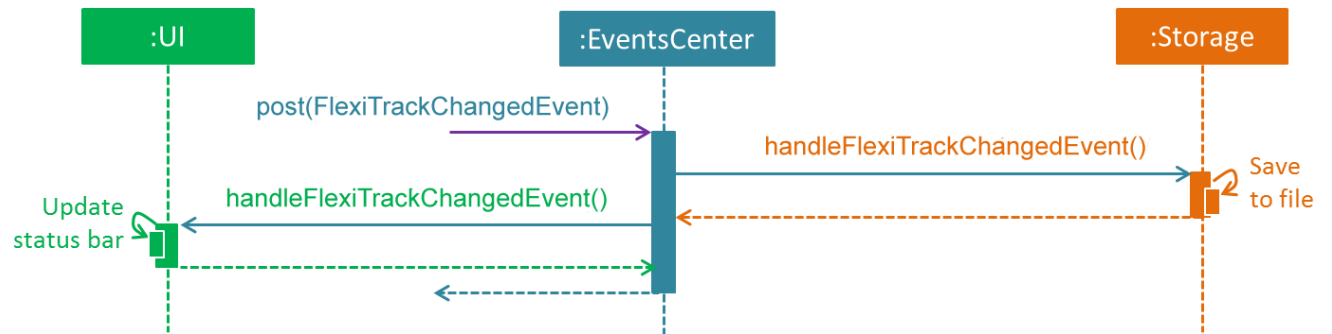 :UI
:EventsCenter
:Storage
post(FlexiTrackChangedEvent)
handleFlexiTrackChangedEvent()
Save
to file
handleFlexiTrackChangedEvent()
Update
status bar